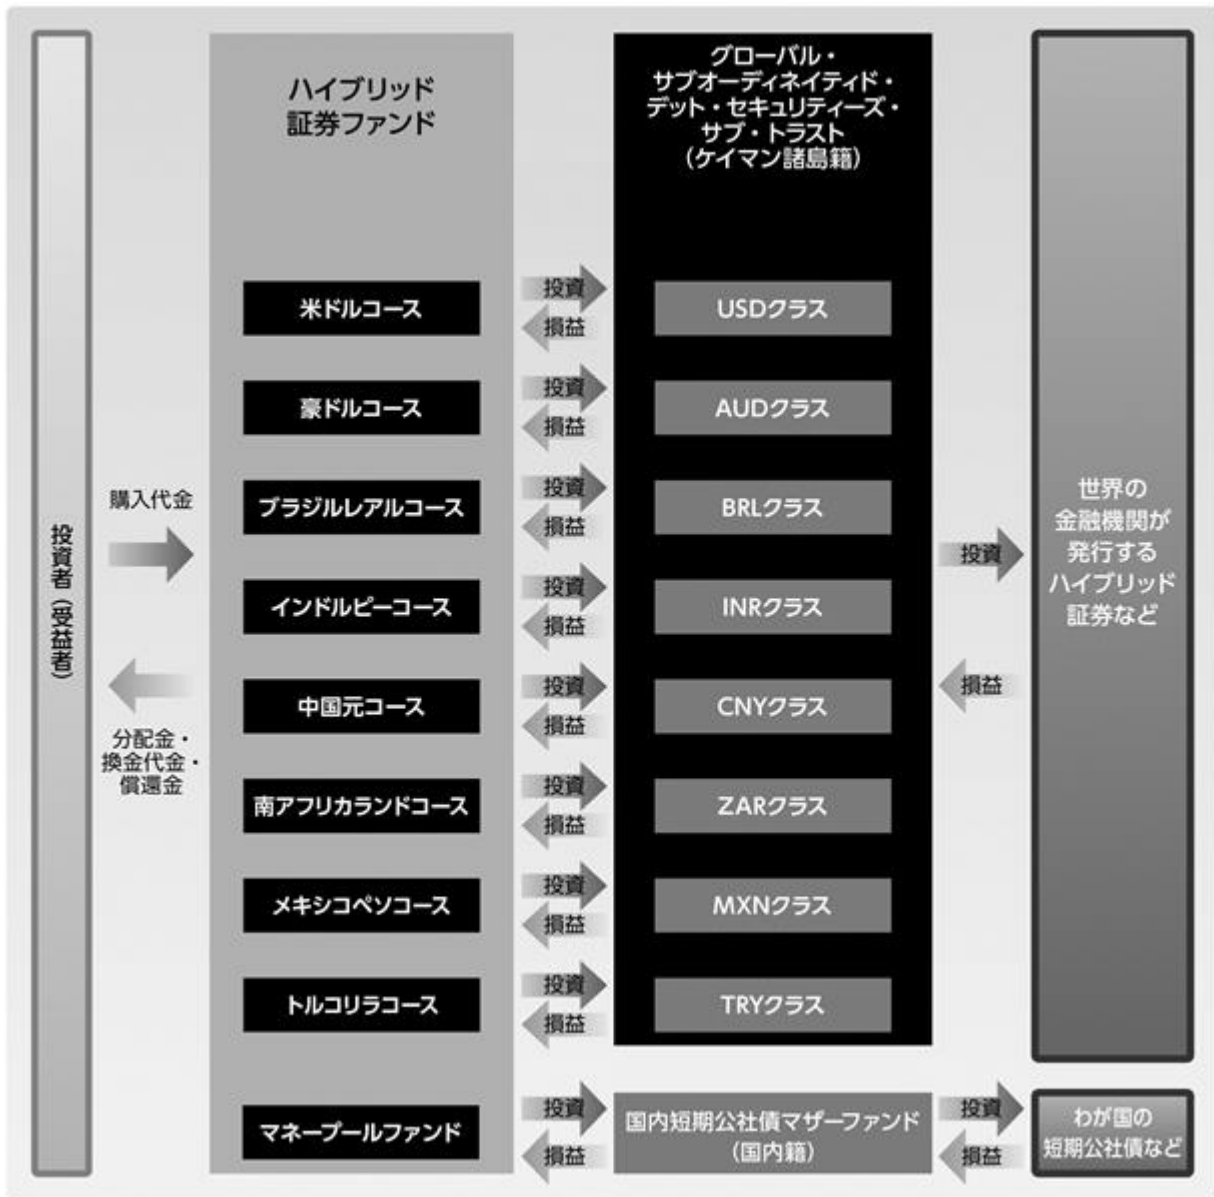 投資者（受益者）
購入代金
分配金・
換金代金・
償還金
ハイブリッド
証券ファンド
米ドルコース
豪ドルコース
ブラジルレアルコース
インドルピーコース
中国元コース
南アフリカランドコース
メキシコペソコース
トルコリラコース
マネープールファンド
投資
損益
投資
損益
投資
損益
投資
損益
投資
損益
投資
損益
投資
損益
投資
損益
投資
損益
グローバル・
サブオーディネイティド・
デット・セキュリティーズ・
サブ・トラスト
（ケイマン諸島籍）
USDクラス
AUDクラス
BRLクラス
INRクラス
CNYクラス
ZARクラス
MXNクラス
TRYクラス
国内短期公社債マザーファンド
（国内籍）
投資
損益
投資
損益
世界の
金融機関が
発行する
ハイブリッド
証券など
わが国の
短期公社債など